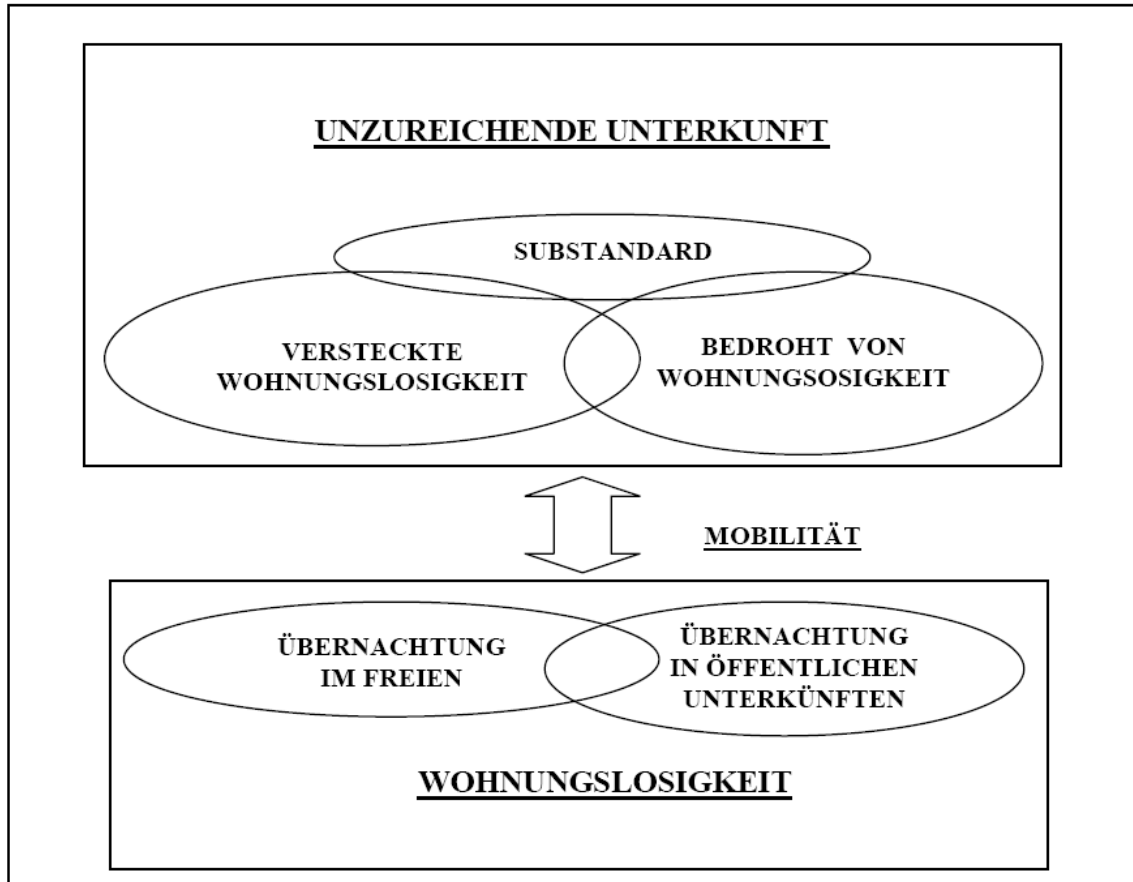 UNZUREICHENDE UNTERKUNFT
SUBSTANDARD
VERSTECKTE
WOHNUNGSLOSIGKEIT
BEDROHT VON
WOHNUNGSOSIGKEIT
MOBILITÄT
ÜBERNACHTUNG
IM FREIEN
ÜBERNACHTUNG
IN ÖFFENTLICHEN
UNTERKÜNFTEN
WOHNUNGSLOSIGKEIT